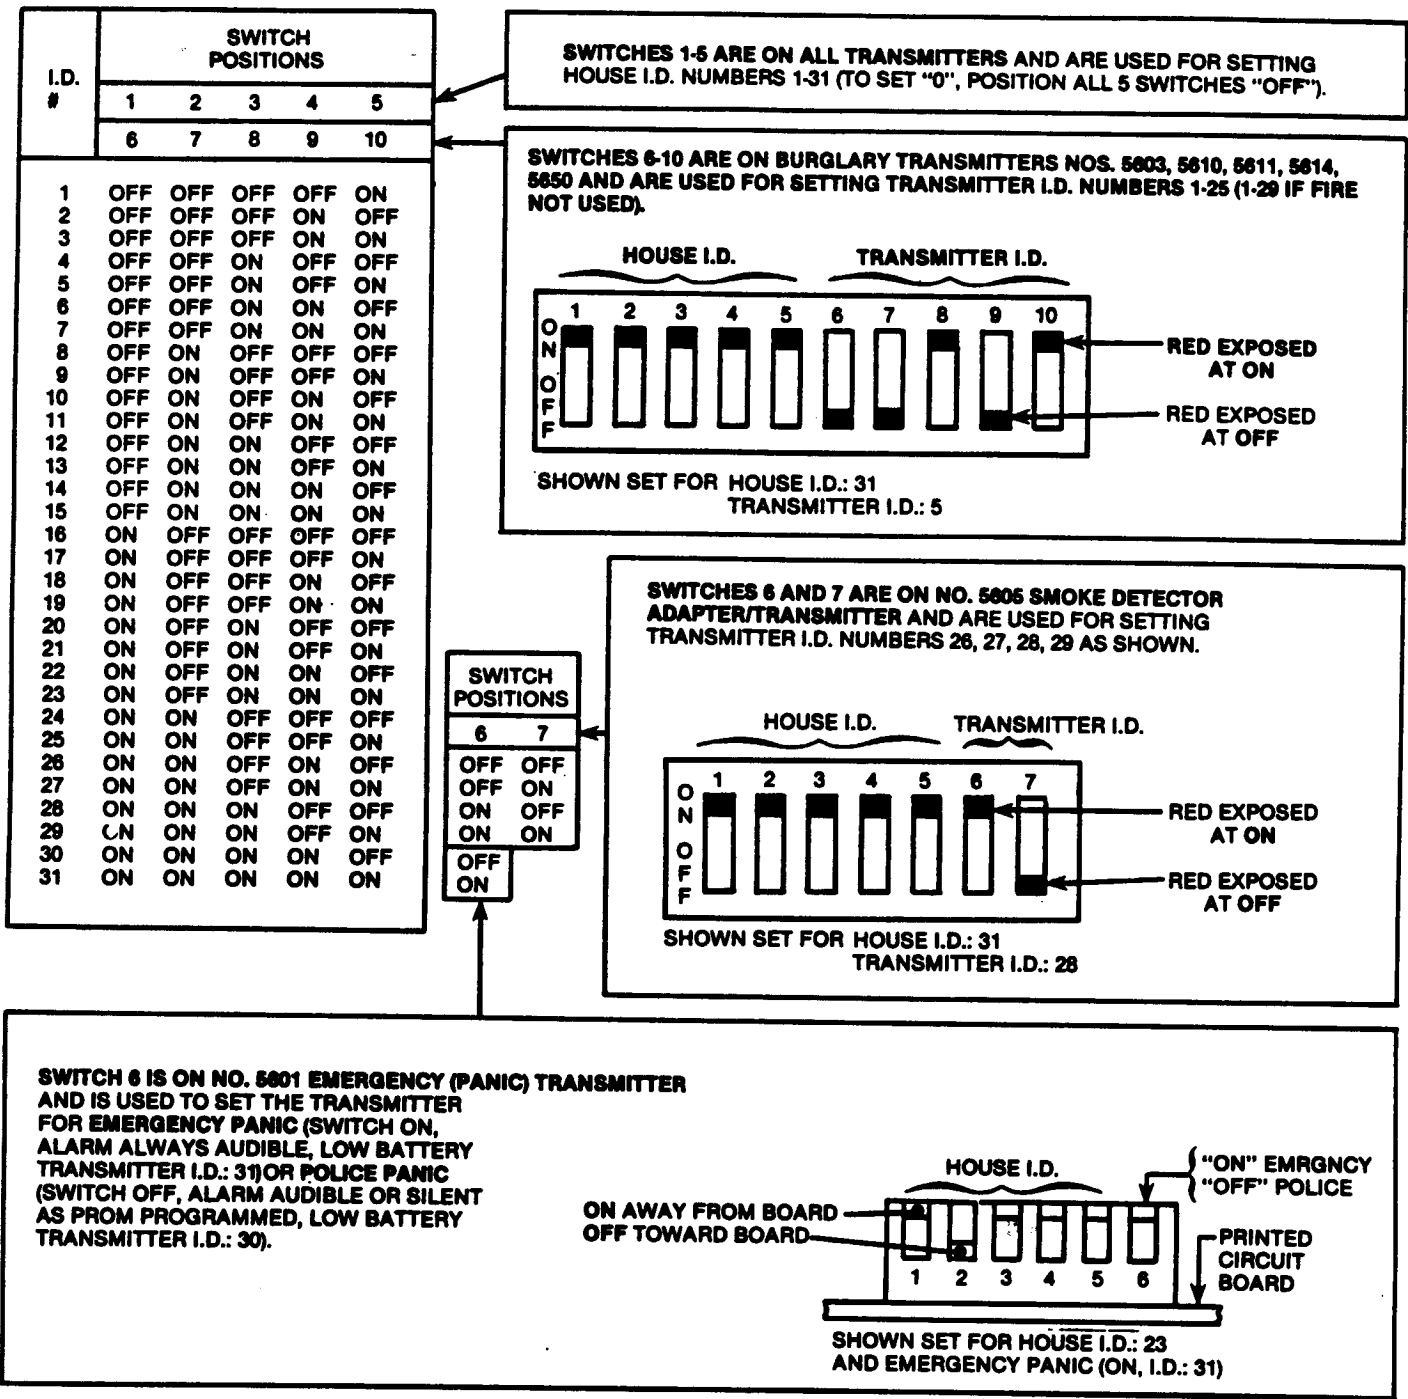 I.D.
#
SWITCH
POSITIONS
1 2 3 4 5
6 7 8 9 10
1 OFF OFF OFF OFF ON
2 OFF OFF OFF ON OFF
3 OFF OFF OFF ON ON
4 OFF OFF ON OFF OFF
5 OFF OFF ON OFF ON
6 OFF OFF ON ON OFF
7 OFF OFF ON ON ON
8 OFF ON OFF OFF OFF
9 OFF ON OFF OFF ON
10 OFF ON OFF ON OFF
11 OFF ON OFF ON ON
12 OFF ON ON OFF OFF
13 OFF ON ON OFF ON
14 OFF ON ON ON OFF
15 OFF ON ON ON ON
16 ON OFF OFF OFF OFF
17 ON OFF OFF OFF ON
18 ON OFF OFF ON OFF
19 ON OFF OFF ON ON
20 ON OFF ON OFF OFF
21 ON OFF ON OFF ON
22 ON OFF ON ON OFF
23 ON OFF ON ON ON
24 ON ON OFF OFF OFF
25 ON ON OFF OFF ON
26 ON ON OFF ON OFF
27 ON ON OFF ON ON
28 ON ON ON OFF OFF
29 ON ON ON OFF ON
30 ON ON ON ON OFF
31 ON ON ON ON ON
SWITCHES 1-5 ARE ON ALL TRANSMITTERS AND ARE USED FOR SETTING
HOUSE I.D. NUMBERS 1-31 (TO SET "0", POSITION ALL 5 SWITCHES "OFF").
SWITCHES 6-10 ARE ON BURGLARY TRANSMITTERS NOS. 5603, 5610, 5611, 5614,
5650 AND ARE USED FOR SETTING TRANSMITTER I.D. NUMBERS 1-25 (1-29 IF FIRE
NOT USED).
HOUSE I.D. TRANSMITTER I.D.
1 2 3 4 5 6 7 8 9 10
ON OFF
RED EXPOSED
AT ON
RED EXPOSED
AT OFF
SHOWN SET FOR HOUSE I.D.: 31
TRANSMITTER I.D.: 5
SWITCH
POSITIONS
6 7
OFF OFF
OFF ON
ON OFF
ON ON
OFF
ON
SWITCHES 6 AND 7 ARE ON NO. 5605 SMOKE DETECTOR
ADAPTER/TRANSMITTER AND ARE USED FOR SETTING
TRANSMITTER I.D. NUMBERS 26, 27, 28, 29 AS SHOWN.
HOUSE I.D. TRANSMITTER I.D.
1 2 3 4 5 6 7
ON OFF
RED EXPOSED
AT ON
RED EXPOSED
AT OFF
SHOWN SET FOR HOUSE I.D.: 31
TRANSMITTER I.D.: 28
SWITCH 6 IS ON NO. 5601 EMERGENCY (PANIC) TRANSMITTER
AND IS USED TO SET THE TRANSMITTER
FOR EMERGENCY PANIC (SWITCH ON,
ALARM ALWAYS AUDIBLE, LOW BATTERY
TRANSMITTER I.D.: 31) OR POLICE PANIC
(SWITCH OFF, ALARM AUDIBLE OR SILENT
AS PROM PROGRAMMED, LOW BATTERY
TRANSMITTER I.D.: 30).
HOUSE I.D.
"ON" EMRGNCY
"OFF" POLICE
ON AWAY FROM BOARD
OFF TOWARD BOARD
1 2 3 4 5 6
PRINTED
CIRCUIT
BOARD
SHOWN SET FOR HOUSE I.D.: 23
AND EMERGENCY PANIC (ON, I.D.: 31)